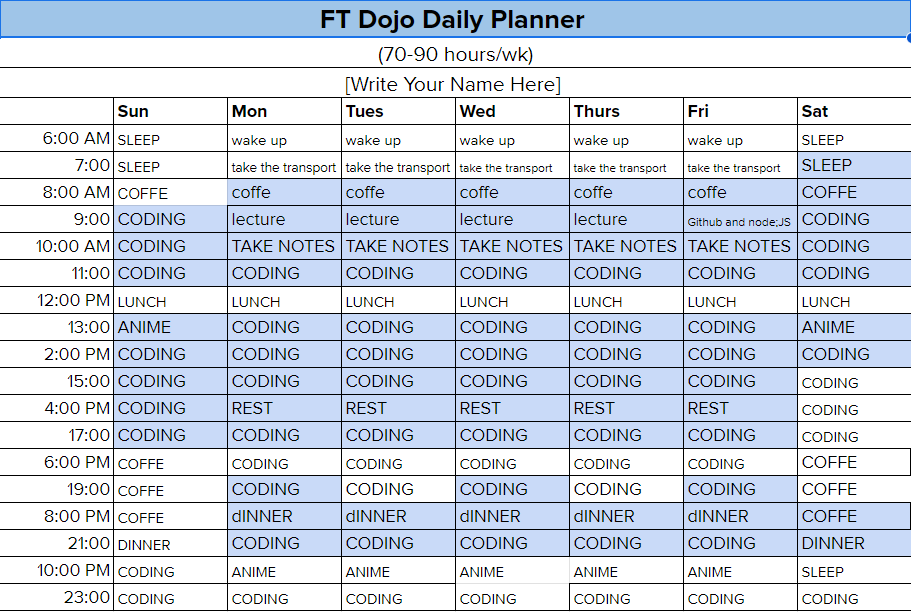 FT Dojo Daily Planner
(70-90 hours/wk)
[Write Your Name Here]
Sun Mon Tues Wed Thurs Fri Sat
6:00 AM SLEEP wake up wake up wake up wake up wake up SLEEP
7:00 SLEEP take the transport take the transport take the transport take the transport take the transport SLEEP
8:00 AM COFFE coffe coffe coffe coffe coffe COFFE
9:00 CODING lecture lecture lecture lecture Github and node;JS CODING
10:00 AM CODING TAKE NOTES TAKE NOTES TAKE NOTES TAKE NOTES TAKE NOTES CODING
11:00 CODING CODING CODING CODING CODING CODING CODING
12:00 PM LUNCH LUNCH LUNCH LUNCH LUNCH LUNCH LUNCH
13:00 ANIME CODING CODING CODING CODING CODING ANIME
2:00 PM CODING CODING CODING CODING CODING CODING CODING
15:00 CODING CODING CODING CODING CODING CODING CODING
4:00 PM CODING REST REST REST REST REST CODING
17:00 CODING CODING CODING CODING CODING CODING CODING
6:00 PM COFFE CODING CODING CODING CODING CODING COFFE
19:00 COFFE CODING CODING CODING CODING CODING COFFE
8:00 PM COFFE dINNER dINNER dINNER dINNER dINNER COFFE
21:00 DINNER CODING CODING CODING CODING CODING DINNER
10:00 PM CODING ANIME ANIME ANIME ANIME ANIME SLEEP
23:00 CODING CODING CODING CODING CODING CODING CODING